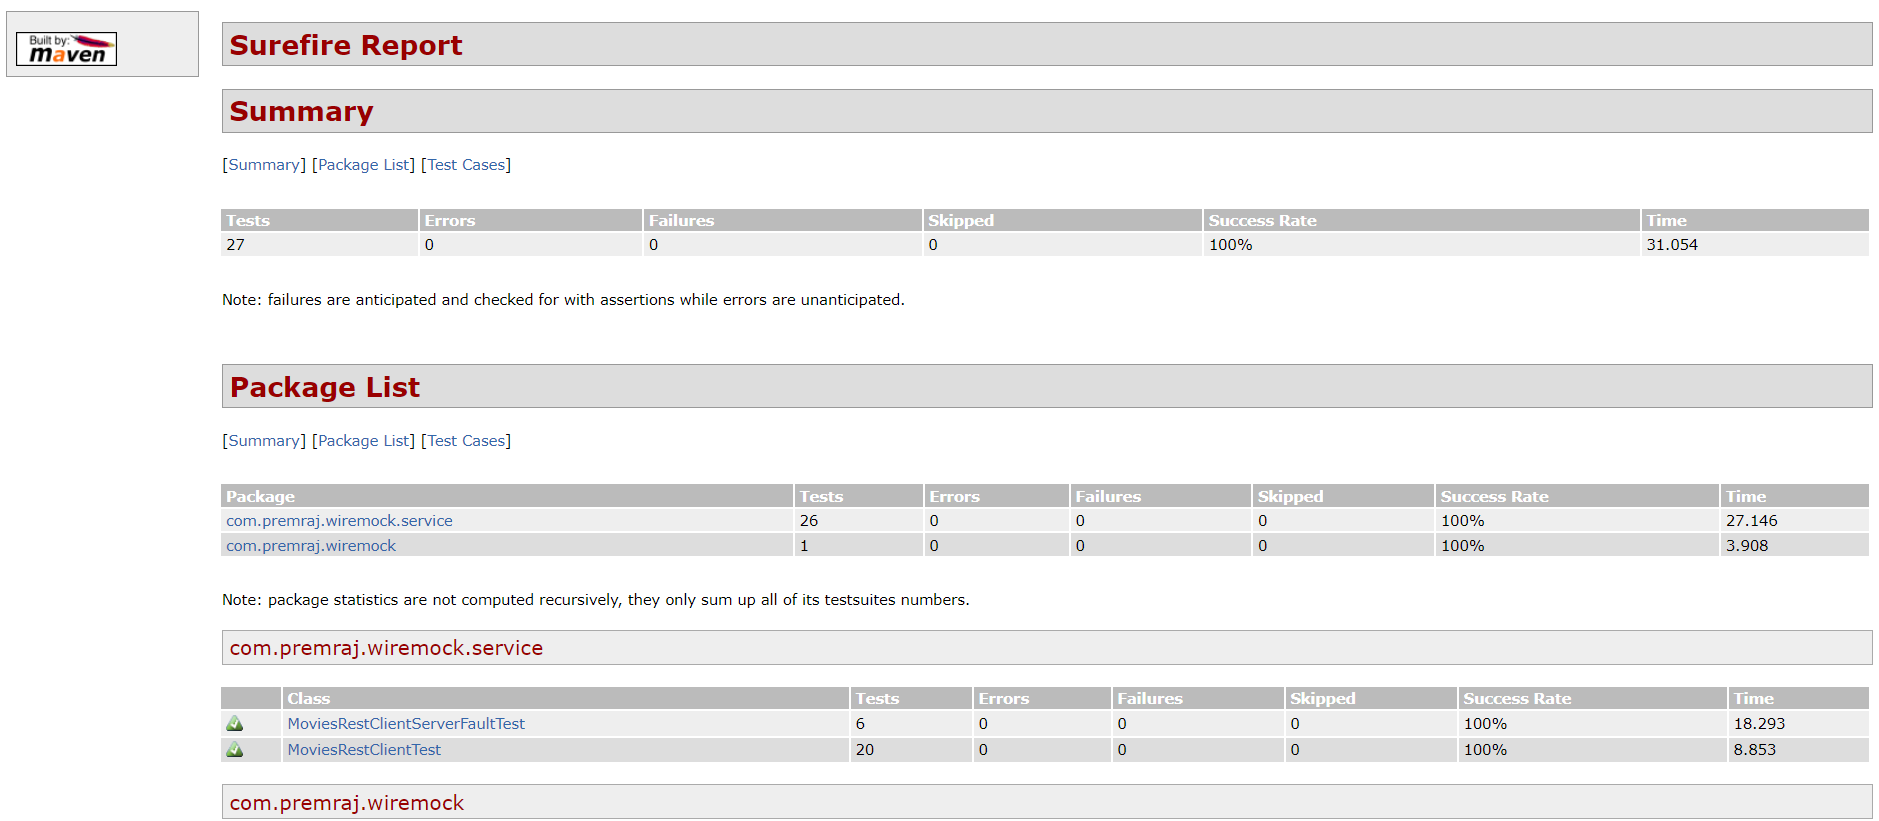 Built by:
maven
Surefire Report
Summary
[Summary] [Package List] [Test Cases]
Tests Errors Failures Skipped Success Rate Time
27 0 0 0 100% 31.054
Note: failures are anticipated and checked for with assertions while errors are unanticipated.
Package List
[Summary] [Package List] [Test Cases]
Package Tests Errors Failures Skipped Success Rate Time
com.premraj.wiremock.service 26 0 0 0 100% 27.146
com.premraj.wiremock 1 0 0 0 100% 3.908
Note: package statistics are not computed recursively, they only sum up all of its testsuites numbers.
com.premraj.wiremock.service
Class Tests Errors Failures Skipped Success Rate Time
MoviesRestClientServerFaultTest 6 0 0 0 100% 18.293
MoviesRestClientTest 20 0 0 0 100% 8.853
com.premraj.wiremock